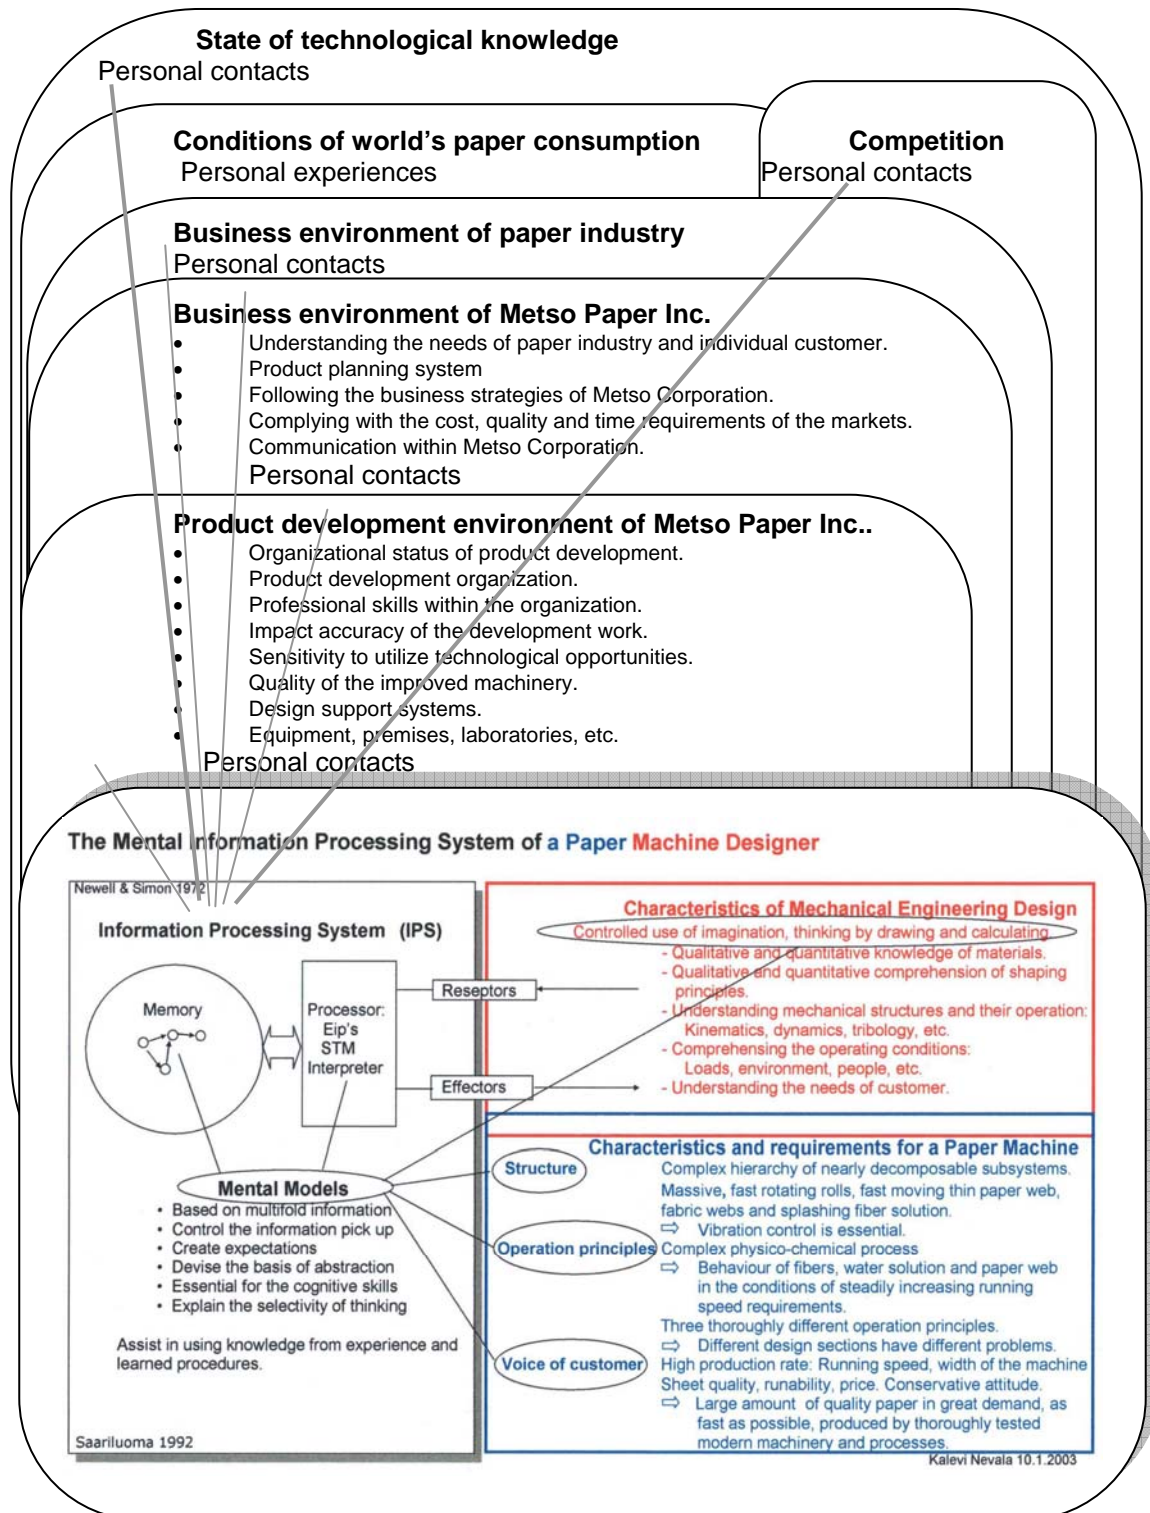 State of technological knowledge
Personal contacts
Conditions of world's paper consumption
Personal experiences
Competition
Personal contacts
Business environment of paper industry
Personal contacts
Business environment of Metso Paper Inc.
• Understanding the needs of paper industry and individual customer.
• Product planning system
• Following the business strategies of Metso Corporation.
• Complying with the cost, quality and time requirements of the markets.
• Communication within Metso Corporation.
Personal contacts
Product development environment of Metso Paper Inc..
• Organizational status of product development.
• Product development organization.
• Professional skills within the organization.
• Impact accuracy of the development work.
• Sensitivity to utilize technological opportunities.
• Quality of the improved machinery.
• Design support systems.
• Equipment, premises, laboratories, etc.
Personal contacts
The Mental Information Processing System of a Paper Machine Designer
Newell & Simon 1972
Information Processing System (IPS)
Memory
Processor:
Eip's
STM
Interpreter
Reseptors
Effectors
Mental Models
• Based on multifold information
• Control the information pick up
• Create expectations
• Devise the basis of abstraction
• Essential for the cognitive skills
• Explain the selectivity of thinking
Assist in using knowledge from experience and
learned procedures.
Saariluoma 1992
Characteristics of Mechanical Engineering Design
Controlled use of imagination, thinking by drawing and calculating.
- Qualitative and quantitative knowledge of materials.
- Qualitative and quantitative comprehension of shaping
principles.
- Understanding mechanical structures and their operation:
Kinematics, dynamics, tribology, etc.
- Comprehensing the operating conditions:
Loads, environment, people, etc.
- Understanding the needs of customer.
Characteristics and requirements for a Paper Machine
Structure
Complex hierarchy of nearly decomposable subsystems.
Massive, fast rotating rolls, fast moving thin paper web,
fabric webs and splashing fiber solution.
⇨ Vibration control is essential.
Operation principles
Complex physico-chemical process
⇨ Behaviour of fibers, water solution and paper web
in the conditions of steadily increasing running
speed requirements.
Three thoroughly different operation principles.
⇨ Different design sections have different problems.
Voice of customer
High production rate: Running speed, width of the machine
Sheet quality, runability, price. Conservative attitude.
⇨ Large amount of quality paper in great demand, as
fast as possible, produced by thoroughly tested
modern machinery and processes.
Kalevi Nevala 10.1.2003